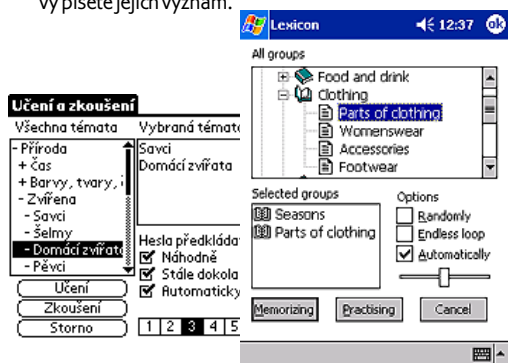 vypíšete jejich význam.
Učení a zkoušení
Všechna témata Vybraná témata
- Příroda
+ Čas
+ Barvy, tvary,
- Zvířena
- Savci
- Šelmy
- Domácí zvířata
- Pěvci
Savci
Domácí zvířata
Hesla předkláda
Náhodně
Stále dokola
Automaticky
Učení
Zkoušení
Storno
1 2 3 4 5
Lexicon 12:37 ok
All groups
Food and drink
Clothing
Parts of clothing
Womenswear
Accessories
Footwear
Selected groups
Seasons
Parts of clothing
Options
Randomly
Endless loop
Automatically
Memorizing Practising Cancel